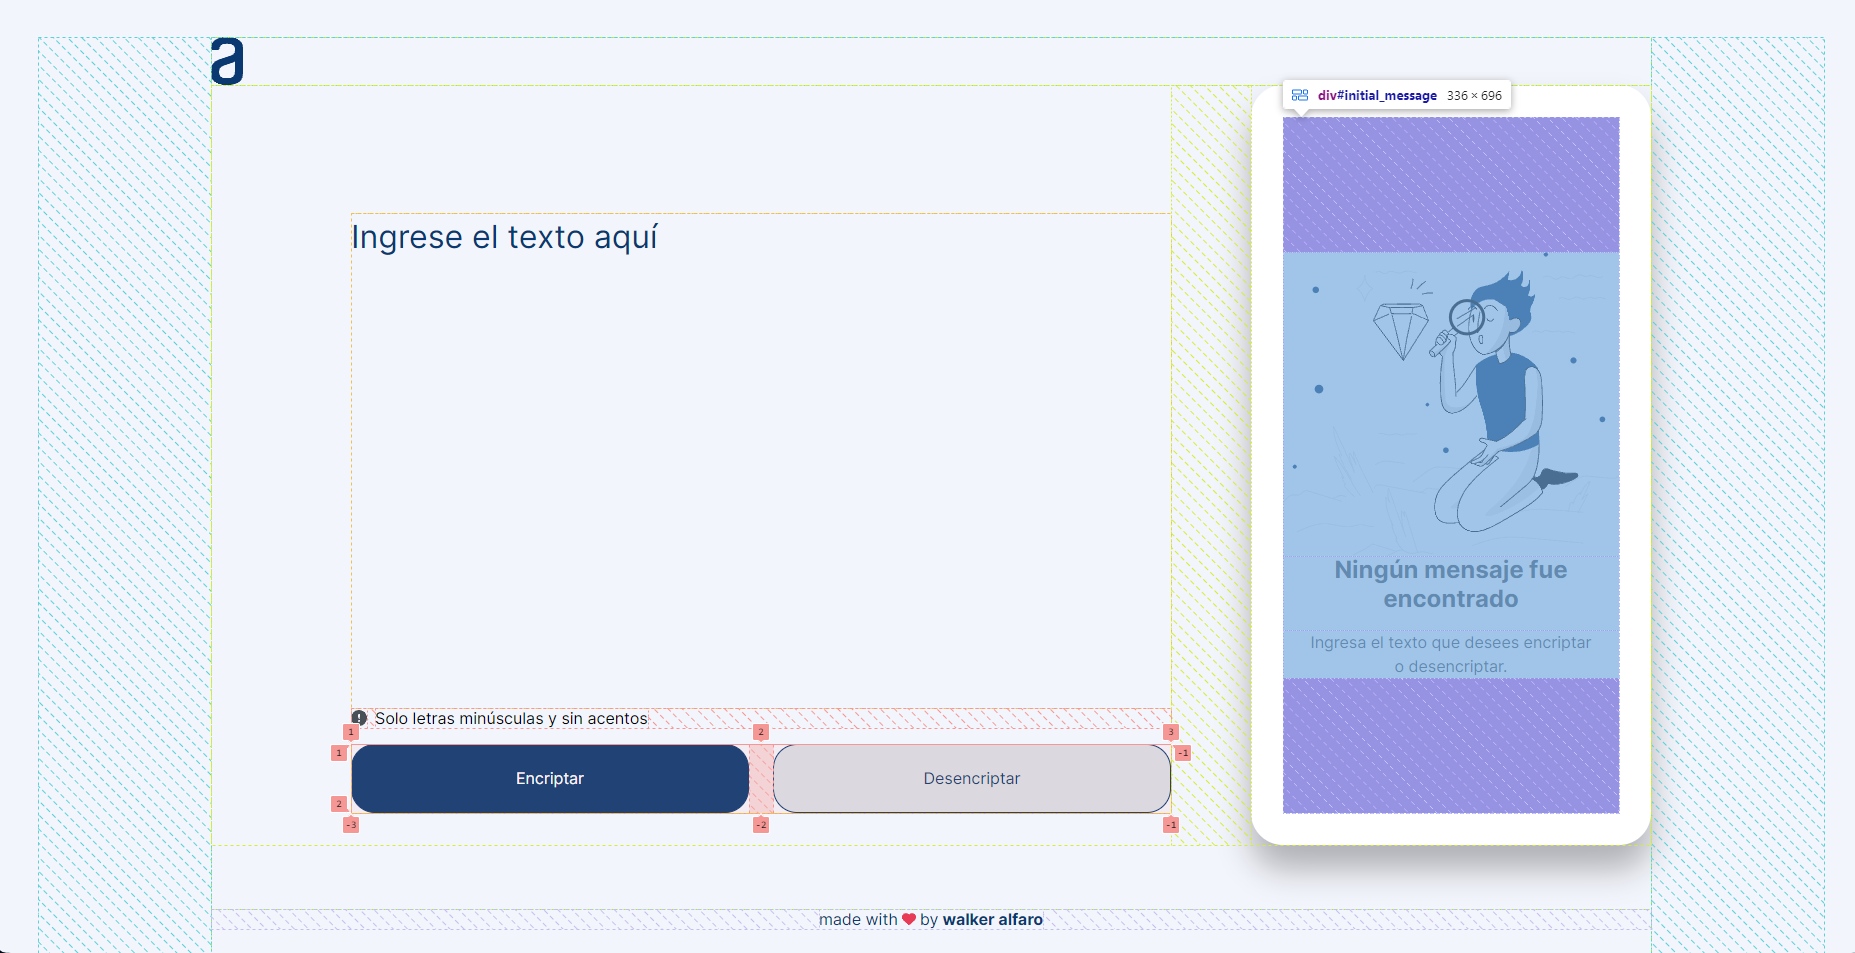 a
div#initial_message 336 × 696
Ingrese el texto aquí
Ningún mensaje fue
encontrado
Ingresa el texto que desees encriptar
o desencriptar.
Solo letras minúsculas y sin acentos
1 2 3
1 -1
Encriptar Desencriptar
2
-3 -2 -1
made with ❤ by walker alfaro